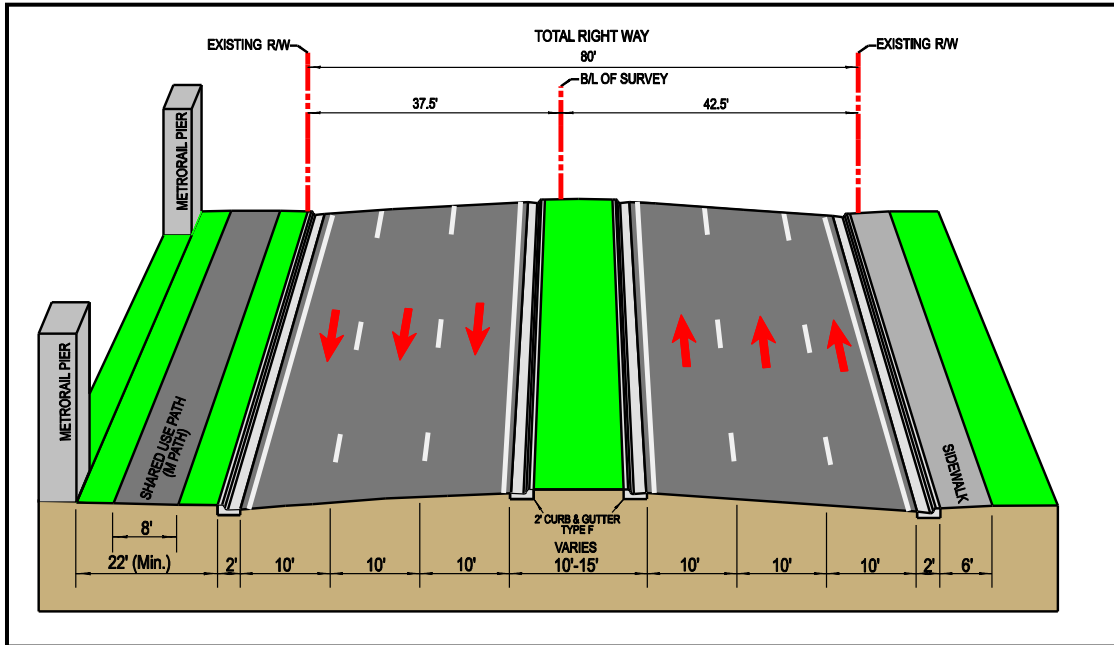 TOTAL RIGHT WAY
EXISTING R/W
EXISTING R/W
80'
B/L OF SURVEY
37.5'
42.5'
METRORAIL PIER
METRORAIL PIER
SHARED USE PATH
(M PATH)
SIDEWALK
2' CURB & GUTTER
TYPE F
VARIES
8'
22' (Min.)
2'
10'
10'
10'
10'-15'
10'
10'
10'
2'
6'